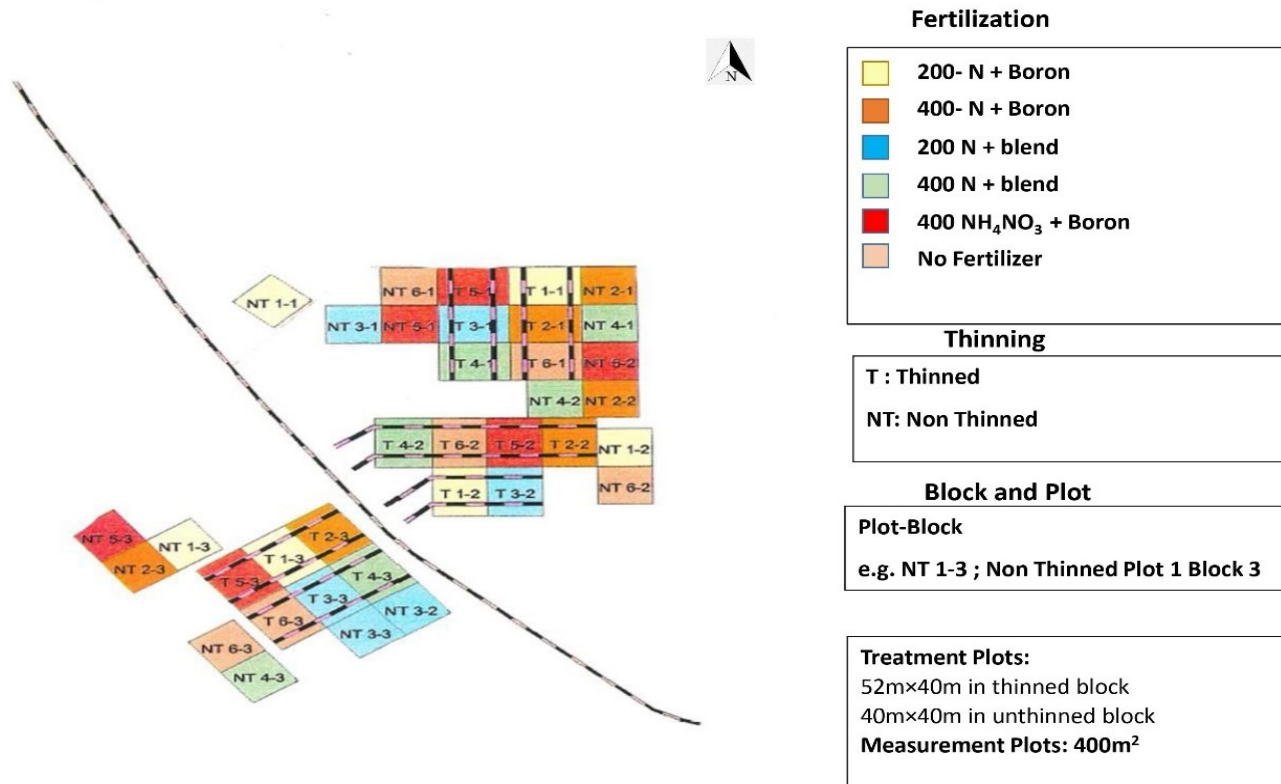 Fertilization
200- N + Boron
400- N + Boron
200 N + blend
400 N + blend
400 NH₄NO₃ + Boron
No Fertilizer
Thinning
T : Thinned
NT: Non Thinned
Block and Plot
Plot-Block
e.g. NT 1-3 ; Non Thinned Plot 1 Block 3
Treatment Plots:
52m×40m in thinned block
40m×40m in unthinned block
Measurement Plots: 400m²
N
NT 1-1
NT 6-1 T 5-1 T 1-1 NT 2-1
NT 3-1 NT 5-1 T 3-1 T 2-1 NT 4-1
T 4-1 T 6-1 NT 5-2
NT 4-2 NT 2-2
T 4-2 T 6-2 T 5-2 T 2-2 NT 1-2
T 1-2 T 3-2 NT 6-2
NT 5-3 NT 1-3 T 2-3
NT 2-3 T 1-3
T 5-3 T 3-3 T 4-3
T 6-3 NT 3-3 NT 3-2
NT 6-3
NT 4-3